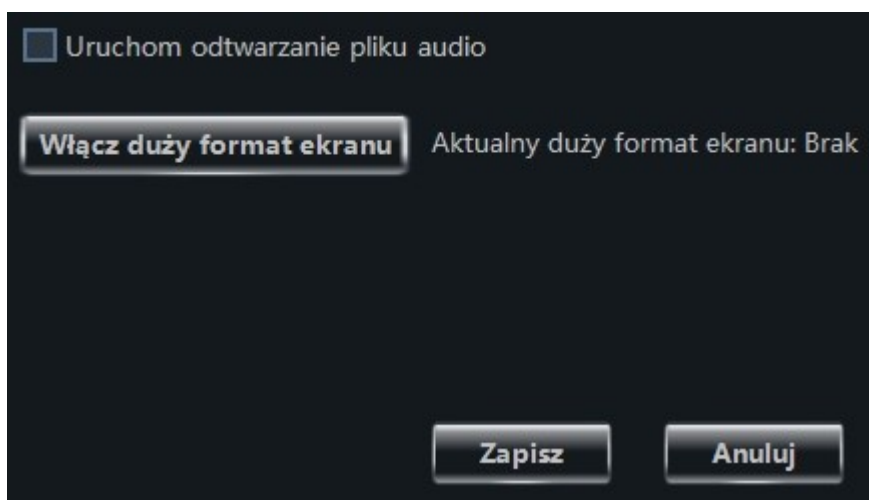 Uruchom odtwarzanie pliku audio
Włącz duży format ekranu
Aktualny duży format ekranu: Brak
Zapisz
Anuluj